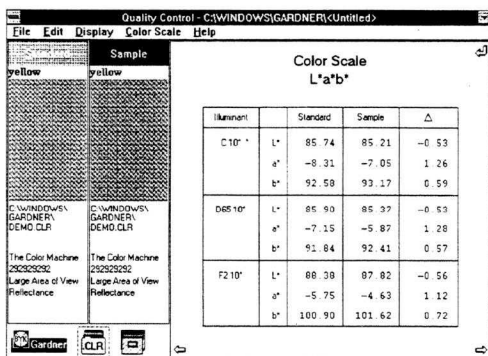 Quality Control - C:\WINDOWS\GARDNER\<Untitled>
File Edit Display Color Scale Help
Sample
yellow yellow
C:\WINDOWS\
GARDNER\
DEMO.CLR
The Color Machine
292929292
Large Area of View
Reflectance
C:\WINDOWS\
GARDNER\
DEMO.CLR
The Color Machine
292929292
Large Area of View
Reflectance
BYK Gardner .CLR
Color Scale
L*a*b*
Illuminant Standard Sample Δ
C 10° * L* 85.74 85.21 -0.53
a* -8.31 -7.05 1.26
b* 92.58 93.17 0.59
D65 10° L* 85.90 85.37 -0.53
a* -7.15 -5.87 1.28
b* 91.84 92.41 0.57
F2 10° L* 88.38 87.82 -0.56
a* -5.75 -4.63 1.12
b* 100.90 101.62 0.72